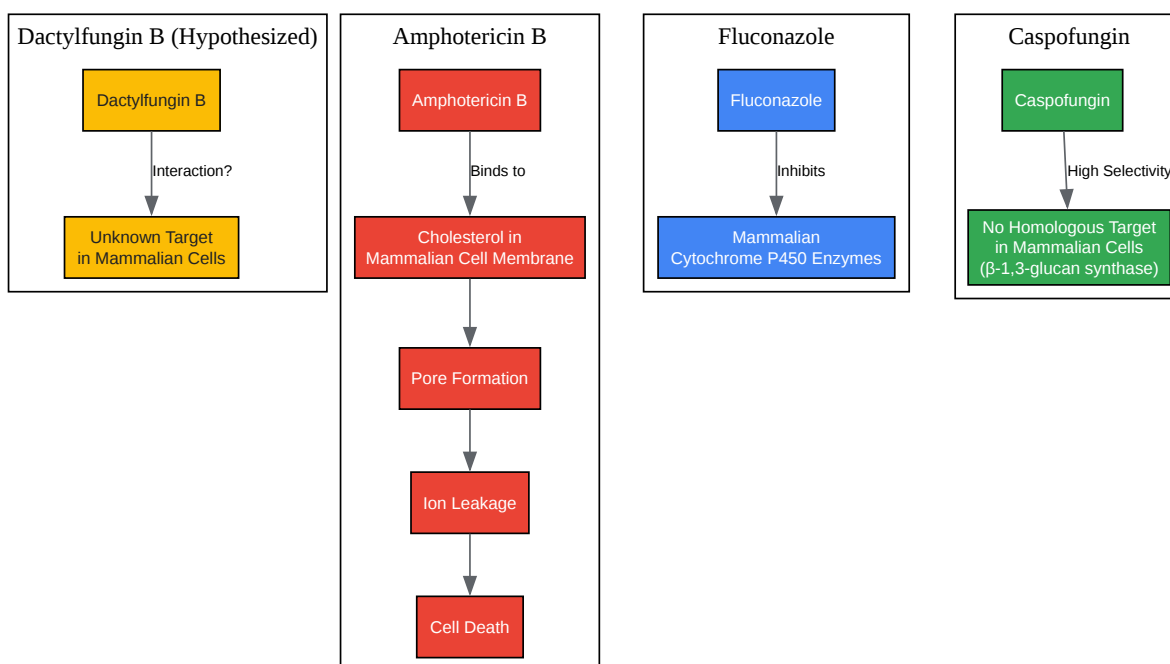 Dactylfungin B (Hypothesized)
Dactylfungin B
Interaction?
Unknown Target
in Mammalian Cells
Amphotericin B
Amphotericin B
Binds to
Cholesterol in
Mammalian Cell Membrane
Pore Formation
Ion Leakage
Cell Death
Fluconazole
Fluconazole
Inhibits
Mammalian
Cytochrome P450 Enzymes
Caspofungin
Caspofungin
High Selectivity
No Homologous Target
in Mammalian Cells
(β-1,3-glucan synthase)